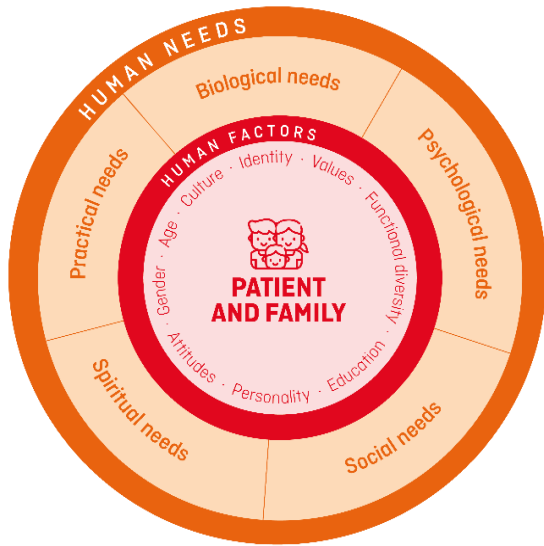 HUMAN NEEDS
Biological needs
Psychological needs
Social needs
Spiritual needs
Practical needs
HUMAN FACTORS
Gender · Age · Culture · Identity · Values · Functional diversity · Education · Personality · Attitudes ·
PATIENT
AND FAMILY